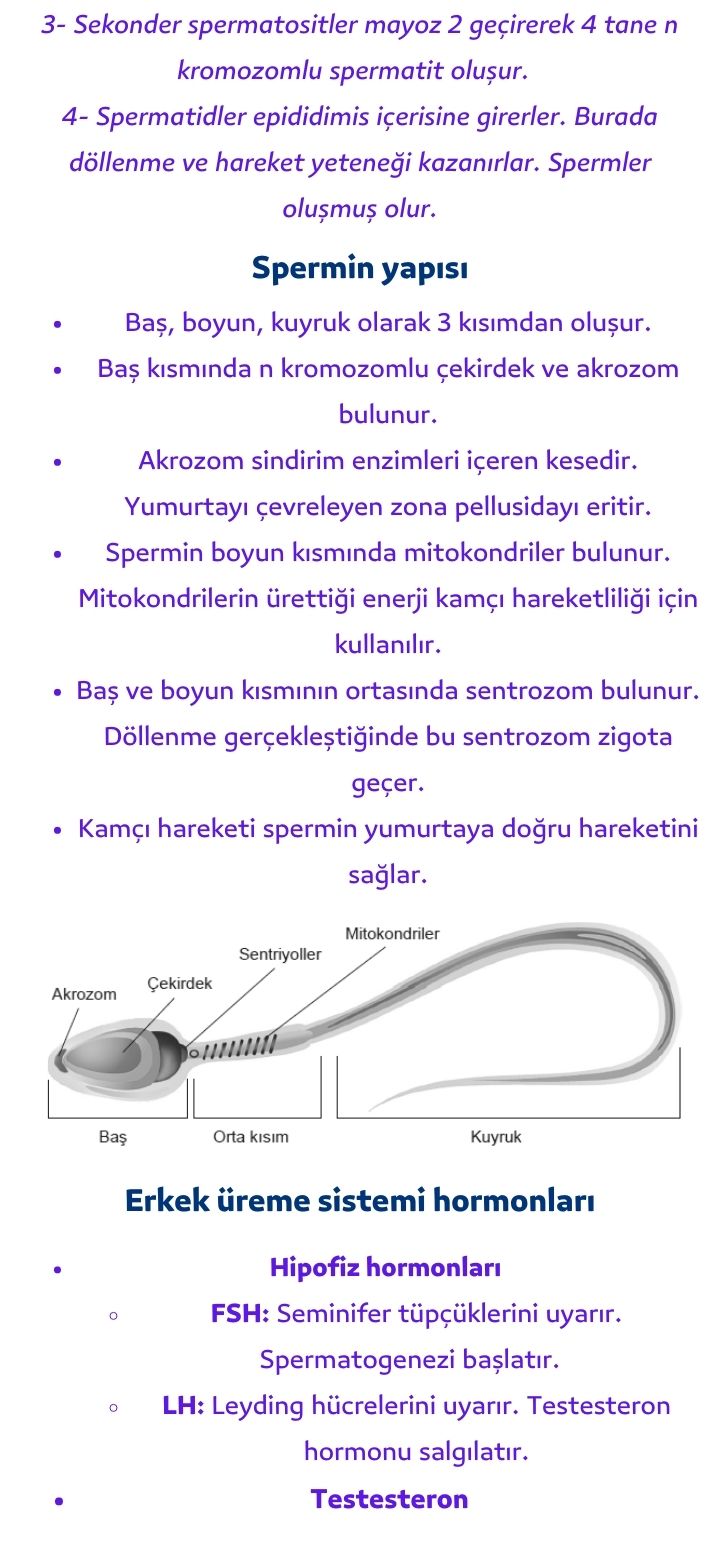 3- Sekonder spermatositler mayoz 2 geçirerek 4 tane n
kromozomlu spermatit oluşur.
4- Spermatidler epididimis içerisine girerler. Burada
döllenme ve hareket yeteneği kazanırlar. Spermler
oluşmuş olur.
Spermin yapısı
• Baş, boyun, kuyruk olarak 3 kısımdan oluşur.
• Baş kısmında n kromozomlu çekirdek ve akrozom
bulunur.
• Akrozom sindirim enzimleri içeren kesedir.
Yumurtayı çevreleyen zona pellusidayı eritir.
• Spermin boyun kısmında mitokondriler bulunur.
Mitokondrilerin ürettiği enerji kamçı hareketliliği için
kullanılır.
• Baş ve boyun kısmının ortasında sentrozom bulunur.
Döllenme gerçekleştiğinde bu sentrozom zigota
geçer.
• Kamçı hareketi spermin yumurtaya doğru hareketini
sağlar.
Mitokondriler
Sentriyoller
Çekirdek
Akrozom
Baş
Orta kısım
Kuyruk
Erkek üreme sistemi hormonları
• Hipofiz hormonları
○ FSH: Seminifer tüpçüklerini uyarır.
Spermatogenezi başlatır.
○ LH: Leyding hücrelerini uyarır. Testesteron
hormonu salgılatır.
• Testesteron